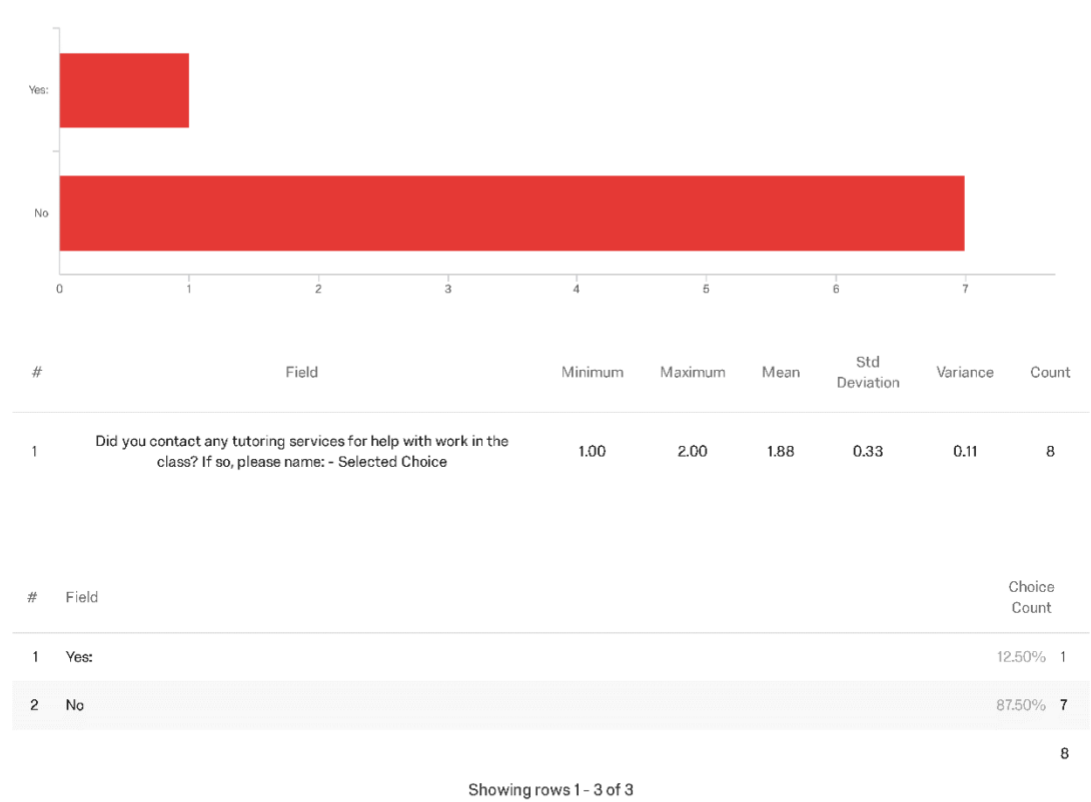 Yes:
No
0 1 2 3 4 5 6 7
# Field Minimum Maximum Mean Std Deviation Variance Count
1 Did you contact any tutoring services for help with work in the class? If so, please name: - Selected Choice 1.00 2.00 1.88 0.33 0.11 8
# Field Choice Count
1 Yes: 12.50% 1
2 No 87.50% 7
8
Showing rows 1 - 3 of 3